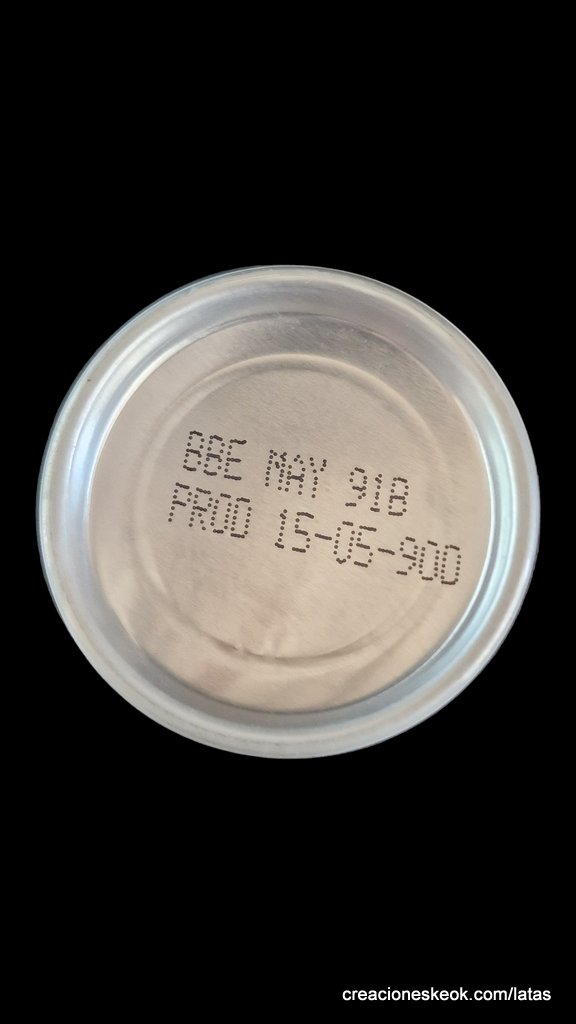 BBE MAY 918
PROD 15-05-900
creacioneskeok.com/latas